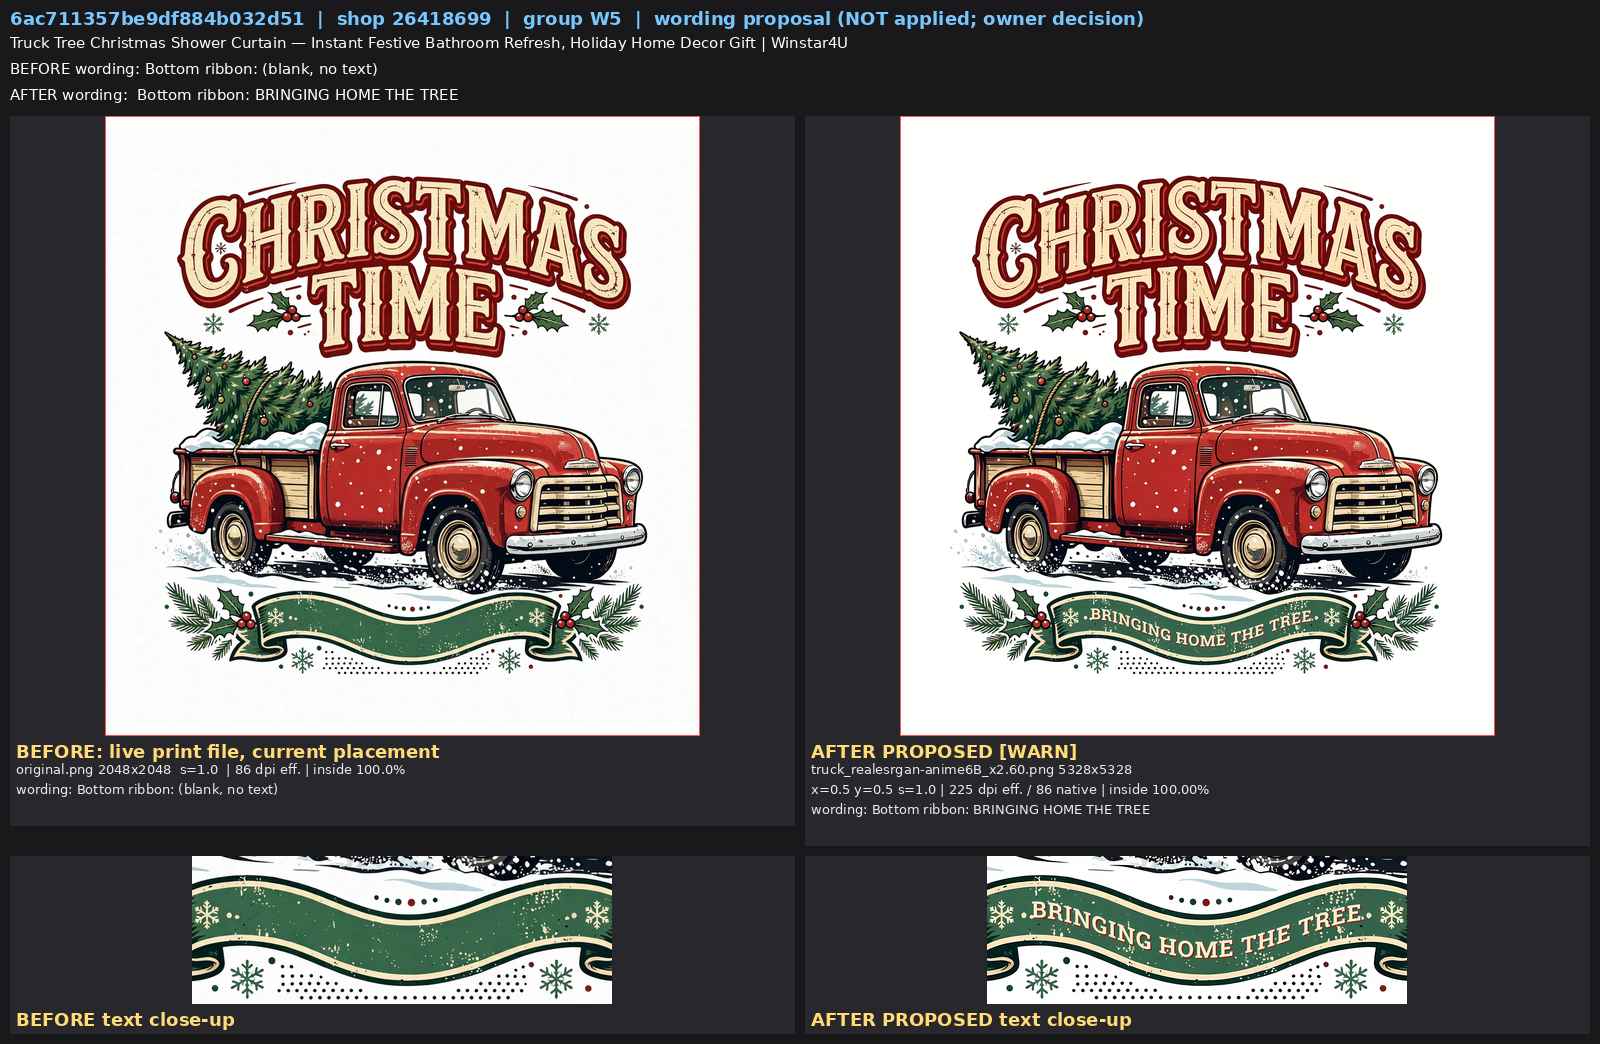 6ac711357be9df884b032d51 | shop 26418699 | group W5 | wording proposal (NOT applied; owner decision)
Truck Tree Christmas Shower Curtain — Instant Festive Bathroom Refresh, Holiday Home Decor Gift | Winstar4U
BEFORE wording: Bottom ribbon: (blank, no text)
AFTER wording: Bottom ribbon: BRINGING HOME THE TREE
CHRISTMAS
TIME
CHRISTMAS
TIME
BRINGING HOME THE TREE
BEFORE: live print file, current placement
original.png 2048x2048 s=1.0 | 86 dpi eff. | inside 100.0%
wording: Bottom ribbon: (blank, no text)
AFTER PROPOSED [WARN]
truck_realesrgan-anime6B_x2.60.png 5328x5328
x=0.5 y=0.5 s=1.0 | 225 dpi eff. / 86 native | inside 100.00%
wording: Bottom ribbon: BRINGING HOME THE TREE
BRINGING HOME THE TREE
BEFORE text close-up
AFTER PROPOSED text close-up